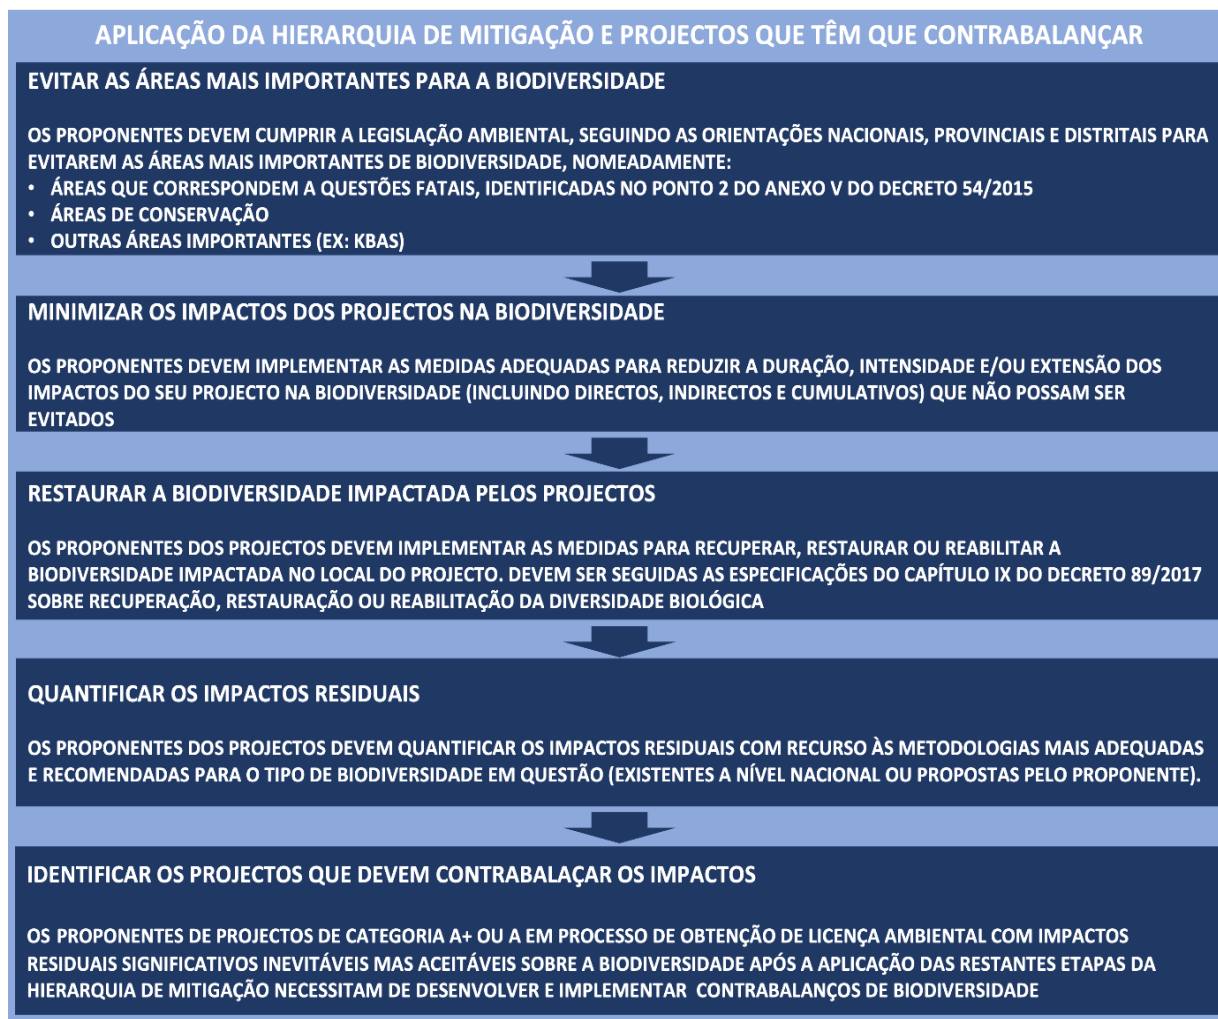 APLICAÇÃO DA HIERARQUIA DE MITIGAÇÃO E PROJECTOS QUE TÊM QUE CONTRABALANÇAR
EVITAR AS ÁREAS MAIS IMPORTANTES PARA A BIODIVERSIDADE
OS PROPONENTES DEVEM CUMPRIR A LEGISLAÇÃO AMBIENTAL, SEGUINDO AS ORIENTAÇÕES NACIONAIS, PROVINCIAIS E DISTRITAIS PARA
EVITAREM AS ÁREAS MAIS IMPORTANTES DE BIODIVERSIDADE, NOMEADAMENTE:
• ÁREAS QUE CORRESPONDEM A QUESTÕES FATAIS, IDENTIFICADAS NO PONTO 2 DO ANEXO V DO DECRETO 54/2015
• ÁREAS DE CONSERVAÇÃO
• OUTRAS ÁREAS IMPORTANTES (EX: KBAS)
MINIMIZAR OS IMPACTOS DOS PROJECTOS NA BIODIVERSIDADE
OS PROPONENTES DEVEM IMPLEMENTAR AS MEDIDAS ADEQUADAS PARA REDUZIR A DURAÇÃO, INTENSIDADE E/OU EXTENSÃO DOS
IMPACTOS DO SEU PROJECTO NA BIODIVERSIDADE (INCLUINDO DIRECTOS, INDIRECTOS E CUMULATIVOS) QUE NÃO POSSAM SER
EVITADOS
RESTAURAR A BIODIVERSIDADE IMPACTADA PELOS PROJECTOS
OS PROPONENTES DOS PROJECTOS DEVEM IMPLEMENTAR AS MEDIDAS PARA RECUPERAR, RESTAURAR OU REABILITAR A
BIODIVERSIDADE IMPACTADA NO LOCAL DO PROJECTO. DEVEM SER SEGUIDAS AS ESPECIFICAÇÕES DO CAPÍTULO IX DO DECRETO 89/2017
SOBRE RECUPERAÇÃO, RESTAURAÇÃO OU REABILITAÇÃO DA DIVERSIDADE BIOLÓGICA
QUANTIFICAR OS IMPACTOS RESIDUAIS
OS PROPONENTES DOS PROJECTOS DEVEM QUANTIFICAR OS IMPACTOS RESIDUAIS COM RECURSO ÀS METODOLOGIAS MAIS ADEQUADAS
E RECOMENDADAS PARA O TIPO DE BIODIVERSIDADE EM QUESTÃO (EXISTENTES A NÍVEL NACIONAL OU PROPOSTAS PELO PROPONENTE).
IDENTIFICAR OS PROJECTOS QUE DEVEM CONTRABALAÇAR OS IMPACTOS
OS PROPONENTES DE PROJECTOS DE CATEGORIA A+ OU A EM PROCESSO DE OBTENÇÃO DE LICENÇA AMBIENTAL COM IMPACTOS
RESIDUAIS SIGNIFICATIVOS INEVITÁVEIS MAS ACEITÁVEIS SOBRE A BIODIVERSIDADE APÓS A APLICAÇÃO DAS RESTANTES ETAPAS DA
HIERARQUIA DE MITIGAÇÃO NECESSITAM DE DESENVOLVER E IMPLEMENTAR CONTRABALANÇOS DE BIODIVERSIDADE